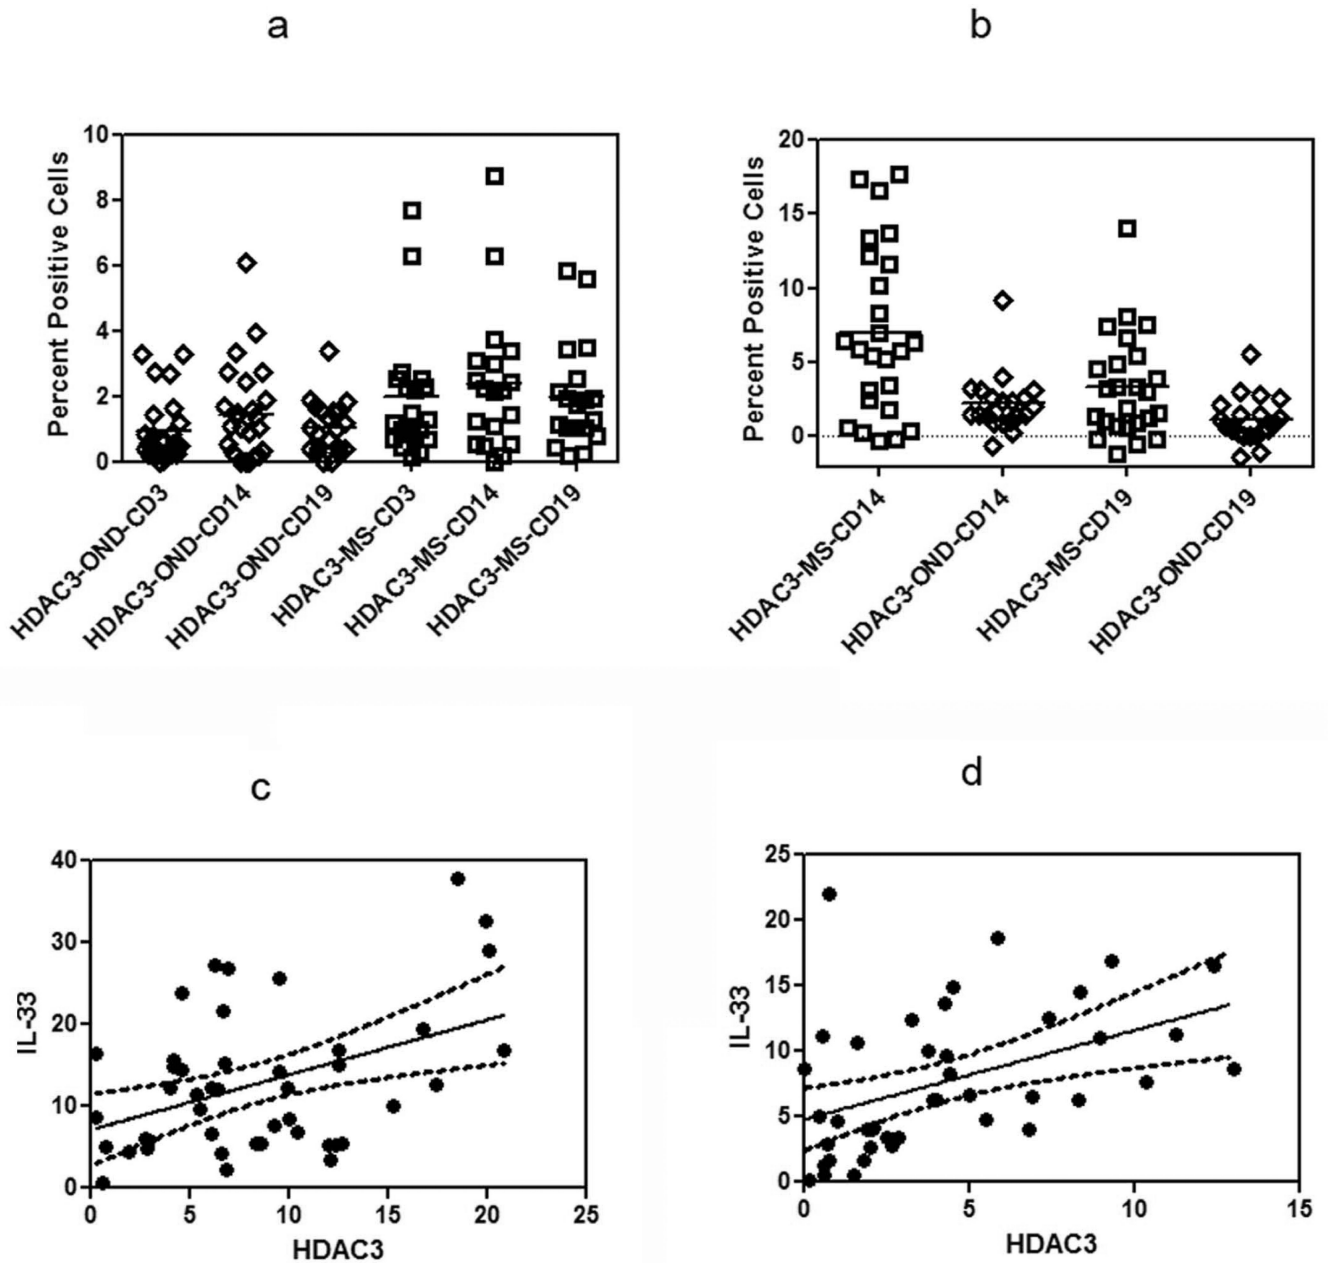 a
b
Percent Positive Cells
10
8
6
4
2
0
HDAC3-OND-CD3
HDAC3-OND-CD14
HDAC3-OND-CD19
HDAC3-MS-CD3
HDAC3-MS-CD14
HDAC3-MS-CD19
Percent Positive Cells
20
15
10
5
0
HDAC3-MS-CD14
HDAC3-OND-CD14
HDAC3-MS-CD19
HDAC3-OND-CD19
c
d
IL-33
40
30
20
10
0
0 5 10 15 20 25
HDAC3
IL-33
25
20
15
10
5
0
0 5 10 15
HDAC3